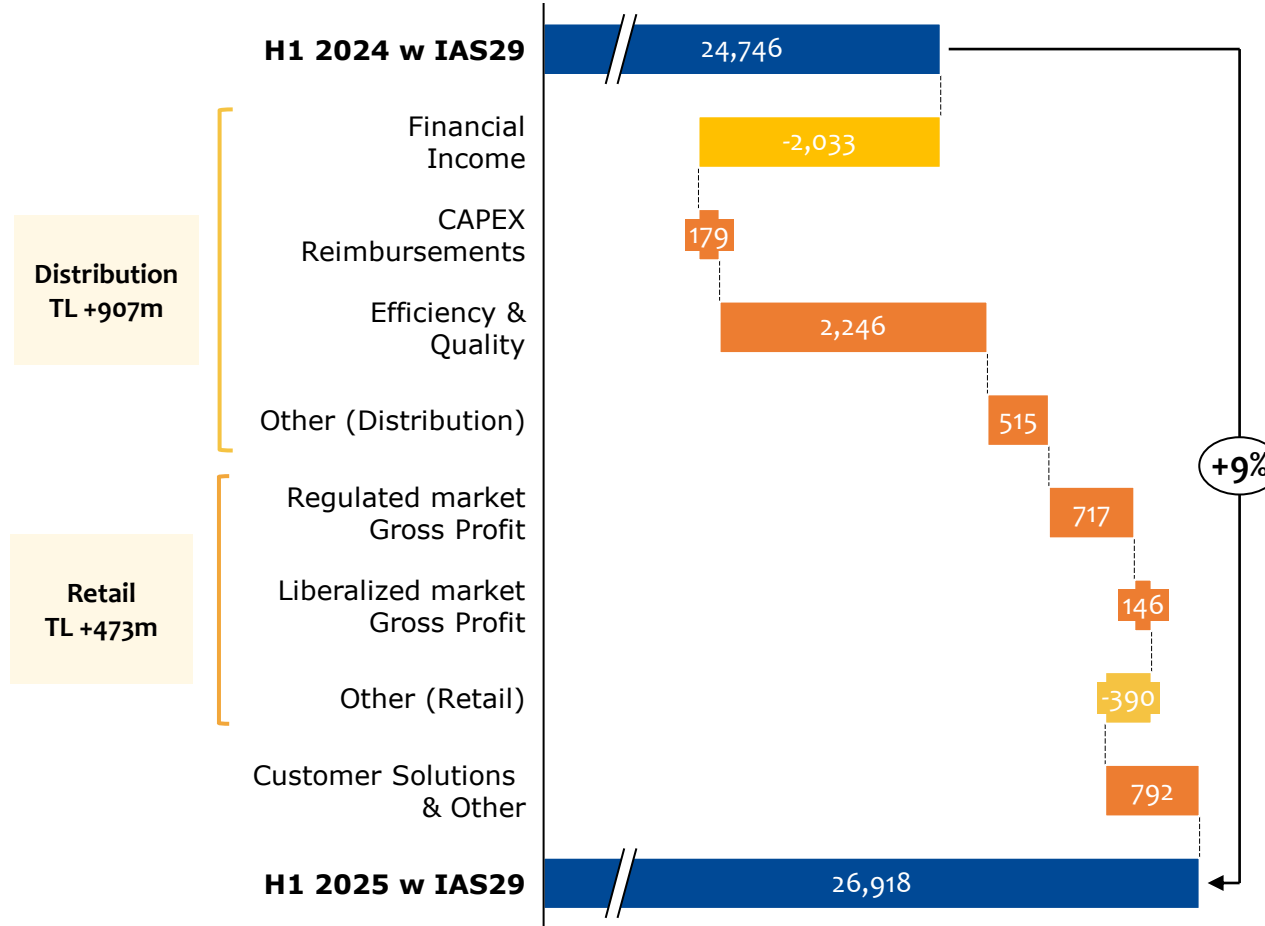 H1 2024 w IAS29
24,746
Financial
Income
-2,033
CAPEX
Reimbursements
179
Distribution
TL +907m
Efficiency &
Quality
2,246
Other (Distribution)
515
+9%
Regulated market
Gross Profit
717
Retail
TL +473m
Liberalized market
Gross Profit
146
Other (Retail)
-390
Customer Solutions
& Other
792
H1 2025 w IAS29
26,918